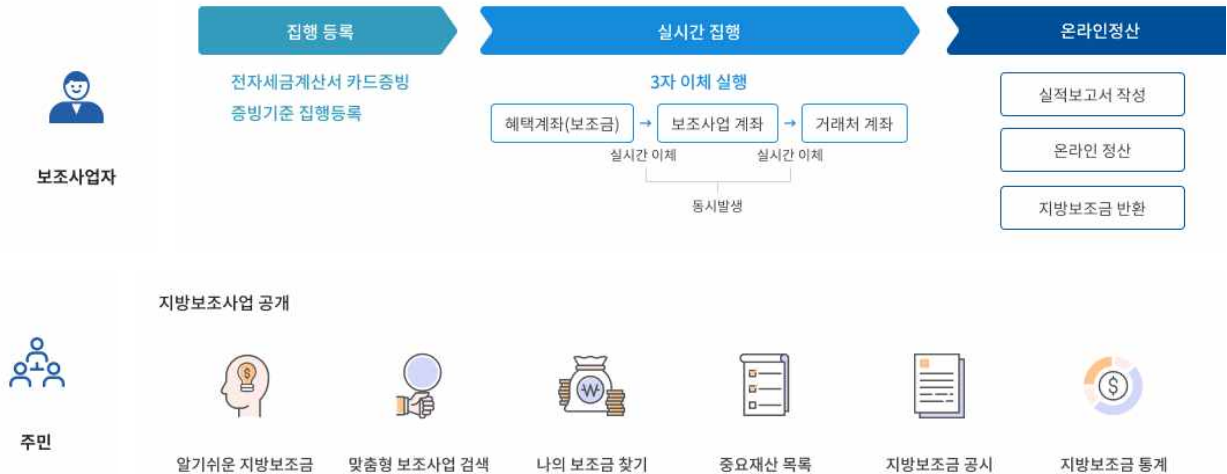 집행 등록
실시간 집행
온라인정산
전자세금계산서 카드증빙
증빙기준 집행등록
3자 이체 실행
혜택계좌(보조금) → 보조사업 계좌 → 거래처 계좌
실시간 이체 실시간 이체
동시발생
실적보고서 작성
온라인 정산
지방보조금 반환
보조사업자
지방보조사업 공개
주민
알기쉬운 지방보조금
맞춤형 보조사업 검색
나의 보조금 찾기
중요재산 목록
지방보조금 공시
지방보조금 통계